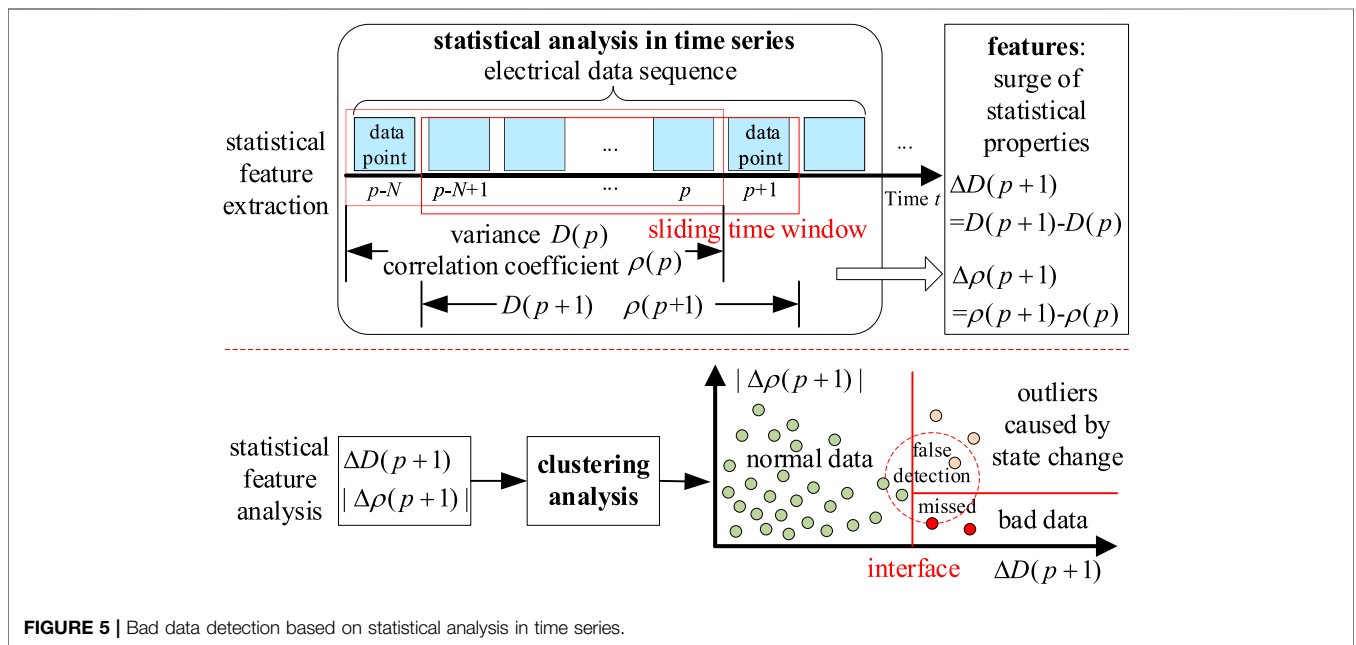 statistical analysis in time series
electrical data sequence
statistical
feature
extraction
data
point
...
data
point
...
p-N
p-N+1
...
p
p+1
Time t
sliding time window
variance D(p)
correlation coefficient ρ(p)
D(p+1) ρ(p+1)
features:
surge of
statistical
properties
ΔD(p+1)
=D(p+1)-D(p)
Δρ(p+1)
=ρ(p+1)-ρ(p)
statistical
feature
analysis
ΔD(p+1)
|Δρ(p+1)|
clustering
analysis
|Δρ(p+1)|
normal data
false
detection
missed
outliers
caused by
state change
bad data
interface
ΔD(p+1)
FIGURE 5 | Bad data detection based on statistical analysis in time series.